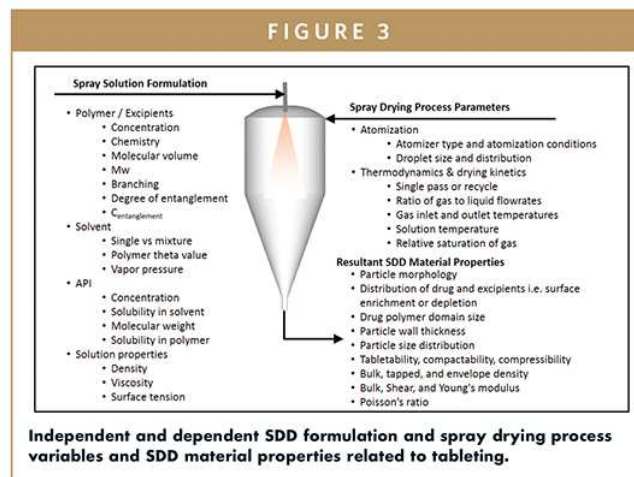 FIGURE 3
Spray Solution Formulation
• Polymer / Excipients
• Concentration
• Chemistry
• Molecular volume
• Mw
• Branching
• Degree of entanglement
• Centanglement
• Solvent
• Single vs mixture
• Polymer theta value
• Vapor pressure
• API
• Concentration
• Solubility in solvent
• Molecular weight
• Solubility in polymer
• Solution properties
• Density
• Viscosity
• Surface tension
Spray Drying Process Parameters
• Atomization
• Atomizer type and atomization conditions
• Droplet size and distribution
• Thermodynamics & drying kinetics
• Single pass or recycle
• Ratio of gas to liquid flowrates
• Gas inlet and outlet temperatures
• Solution temperature
• Relative saturation of gas
Resultant SDD Material Properties
• Particle morphology
• Distribution of drug and excipients i.e. surface
enrichment or depletion
• Drug polymer domain size
• Particle wall thickness
• Particle size distribution
• Tabletability, compactability, compressibility
• Bulk, tapped, and envelope density
• Bulk, Shear, and Young's modulus
• Poisson's ratio
Independent and dependent SDD formulation and spray drying process
variables and SDD material properties related to tableting.